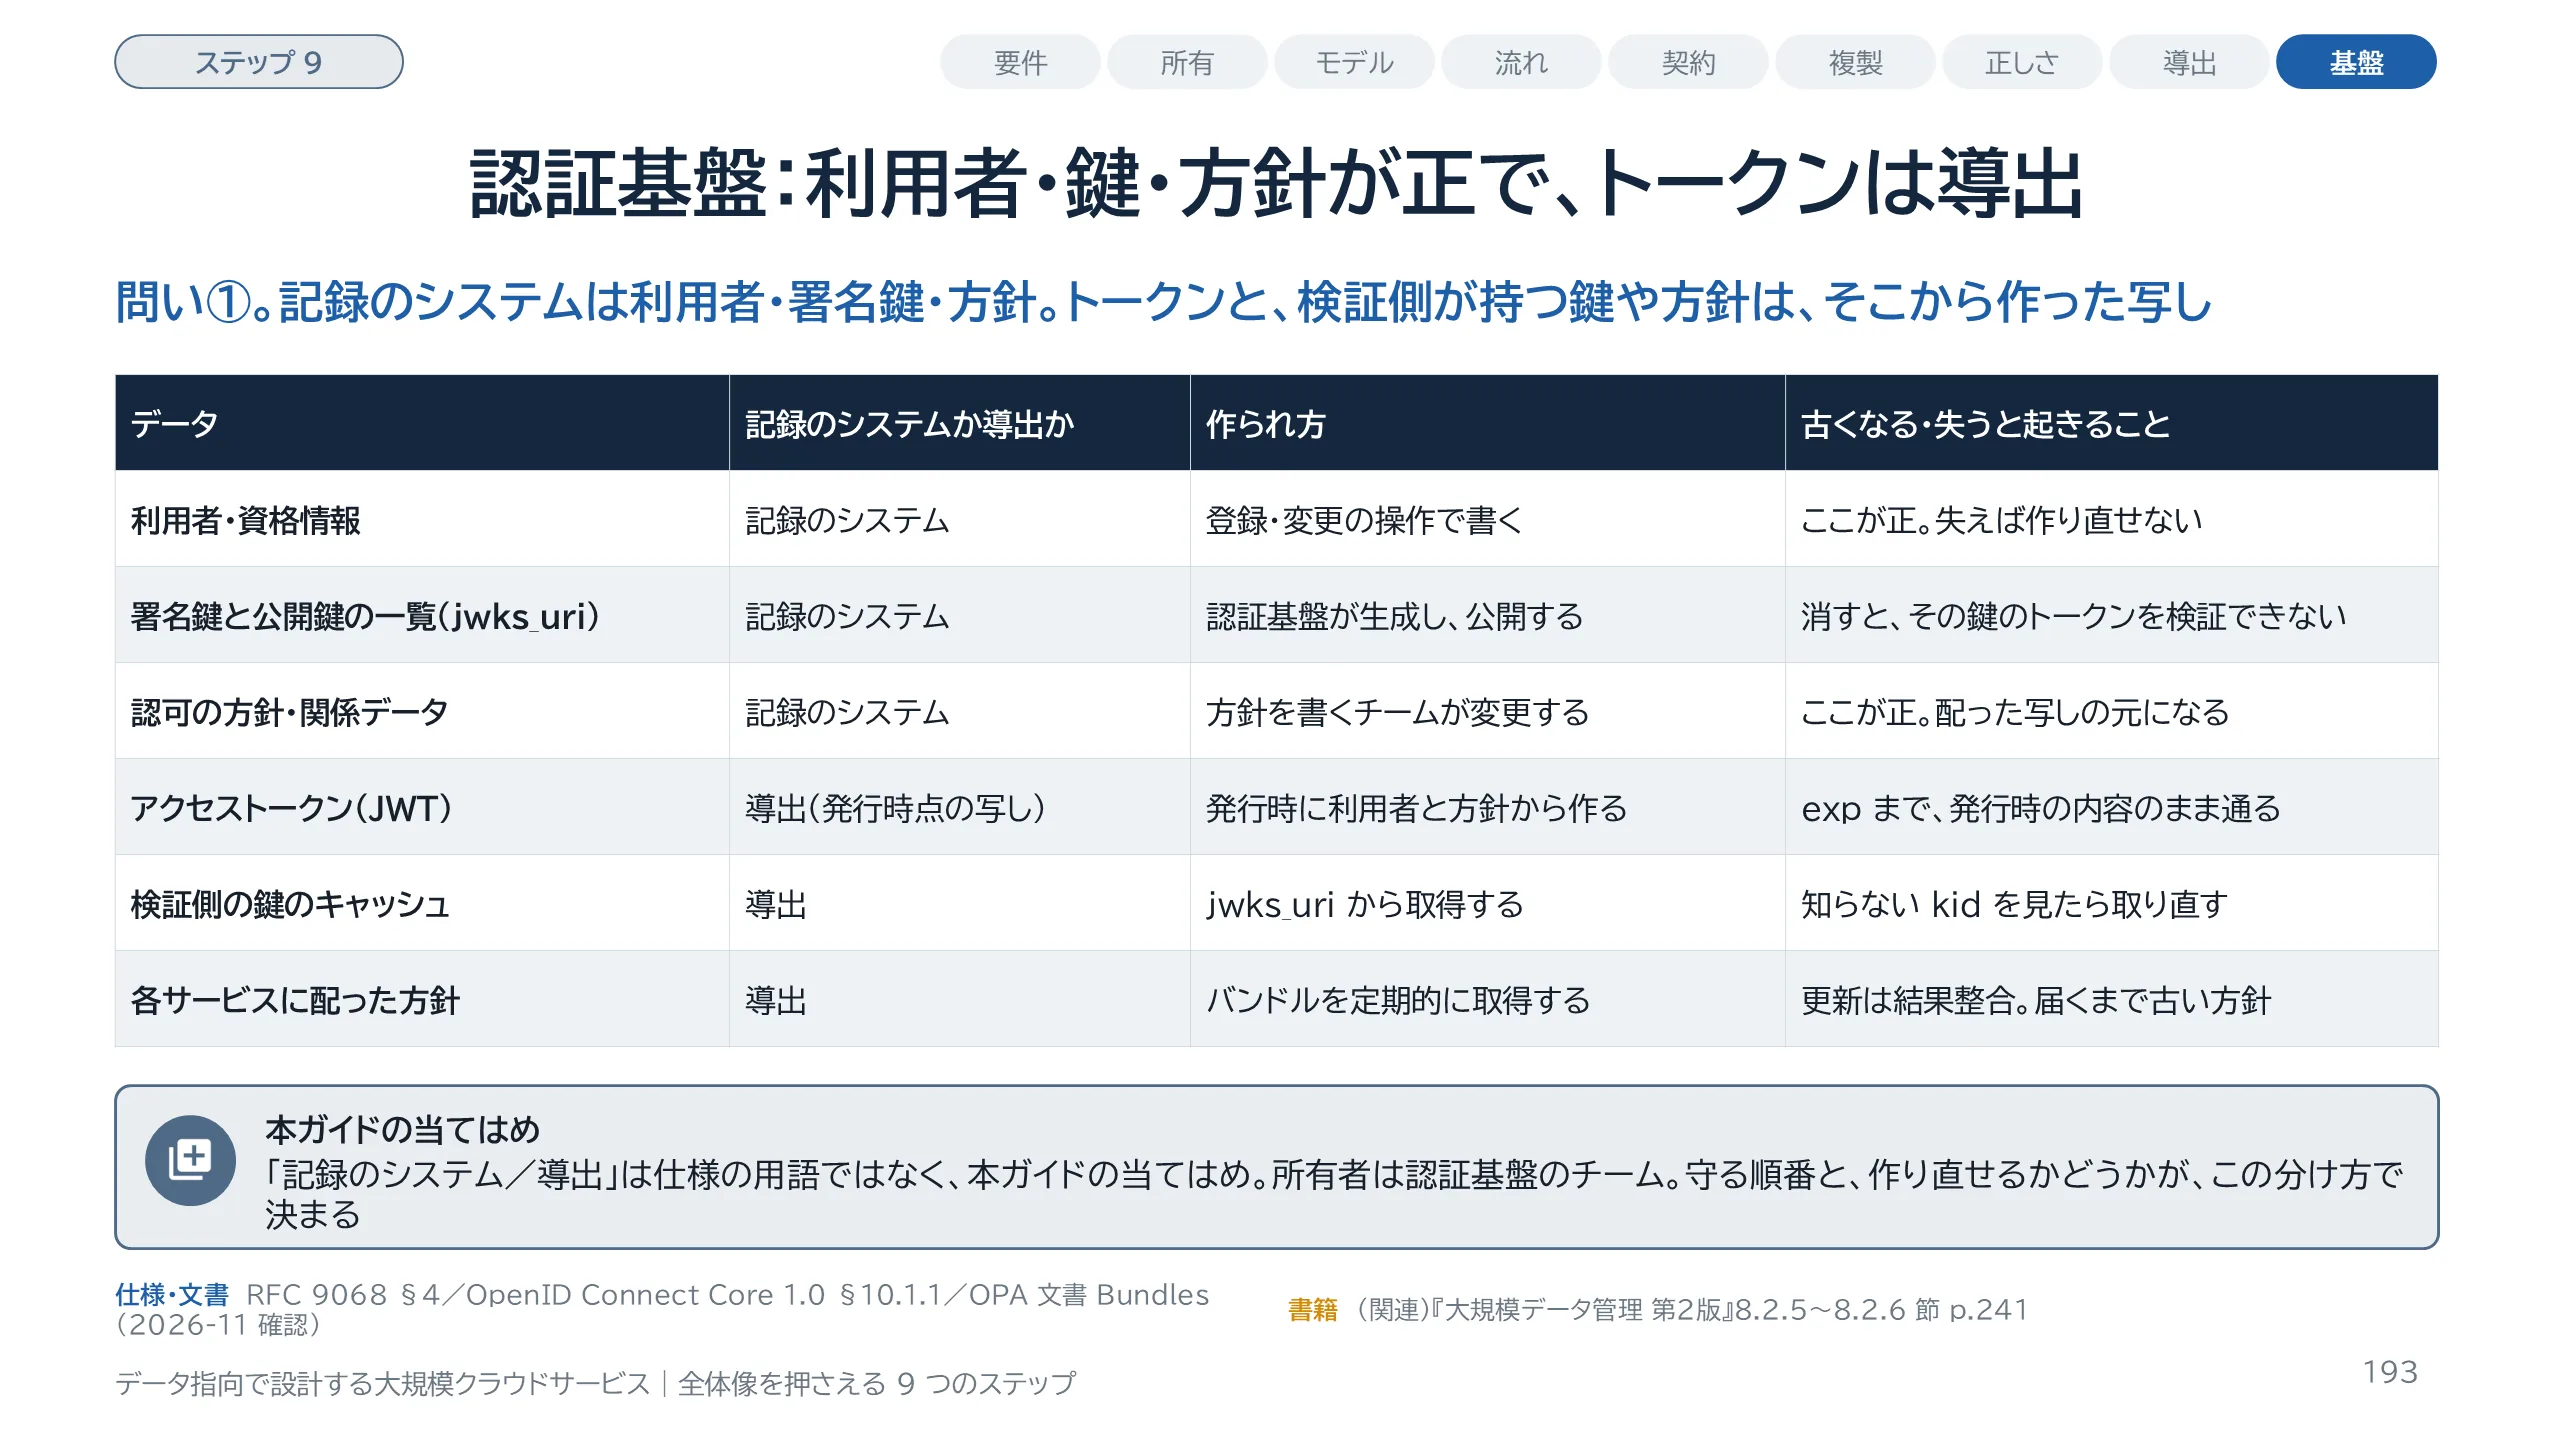 ステップ 9
要件 所有 モデル 流れ 契約 複製 正しさ 導出 基盤
認証基盤：利用者・鍵・方針が正で、トークンは導出
問い①。記録のシステムは利用者・署名鍵・方針。トークンと、検証側が持つ鍵や方針は、そこから作った写し
データ 記録のシステムか導出か 作られ方 古くなる・失うと起きること
利用者・資格情報 記録のシステム 登録・変更の操作で書く ここが正。失えば作り直せない
署名鍵と公開鍵の一覧（jwks_uri） 記録のシステム 認証基盤が生成し、公開する 消すと、その鍵のトークンを検証できない
認可の方針・関係データ 記録のシステム 方針を書くチームが変更する ここが正。配った写しの元になる
アクセストークン（JWT） 導出（発行時点の写し） 発行時に利用者と方針から作る exp まで、発行時の内容のまま通る
検証側の鍵のキャッシュ 導出 jwks_uri から取得する 知らない kid を見たら取り直す
各サービスに配った方針 導出 バンドルを定期的に取得する 更新は結果整合。届くまで古い方針
本ガイドの当てはめ
「記録のシステム／導出」は仕様の用語ではなく、本ガイドの当てはめ。所有者は認証基盤のチーム。守る順番と、作り直せるかどうかが、この分け方で
決まる
仕様・文書 RFC 9068 §4／OpenID Connect Core 1.0 §10.1.1／OPA 文書 Bundles
（2026-11 確認）
書籍 （関連）『大規模データ管理 第2版』8.2.5〜8.2.6 節 p.241
データ指向で設計する大規模クラウドサービス｜全体像を押さえる 9 つのステップ
193